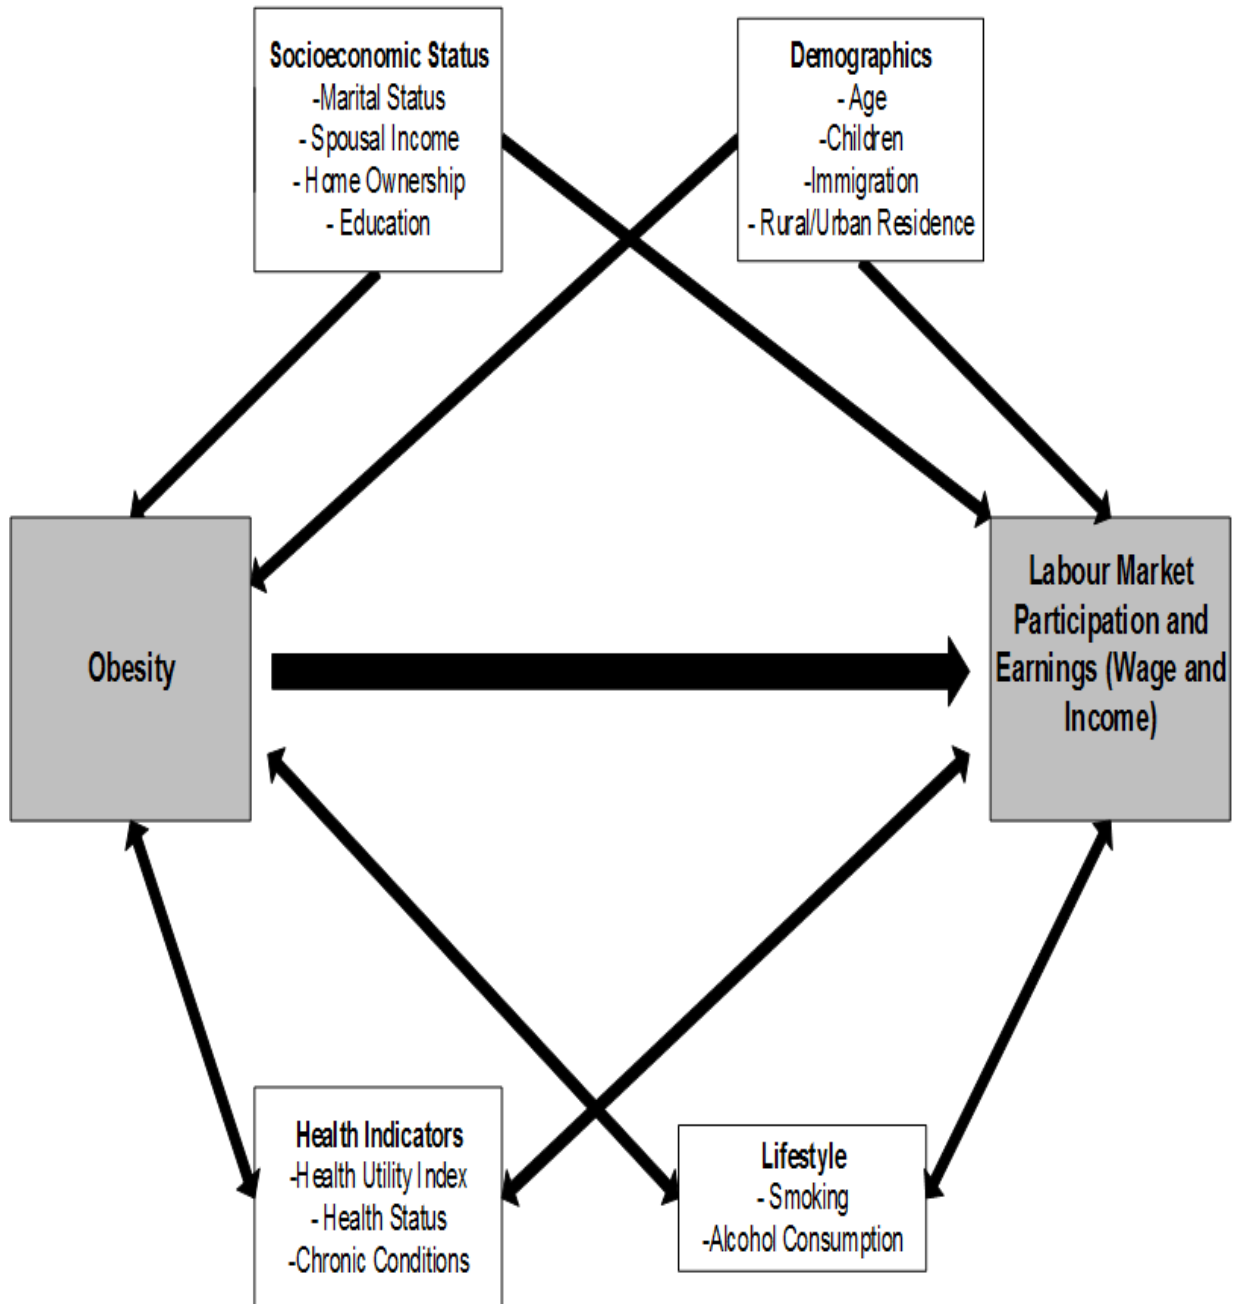 Socioeconomic Status
-Marital Status
- Spousal Income
- Home Ownership
- Education
Demographics
- Age
-Children
-Immigration
- Rural/Urban Residence
Obesity
Labour Market
Participation and
Earnings (Wage and
Income)
Health Indicators
-Health Utility Index
- Health Status
-Chronic Conditions
Lifestyle
- Smoking
-Alcohol Consumption